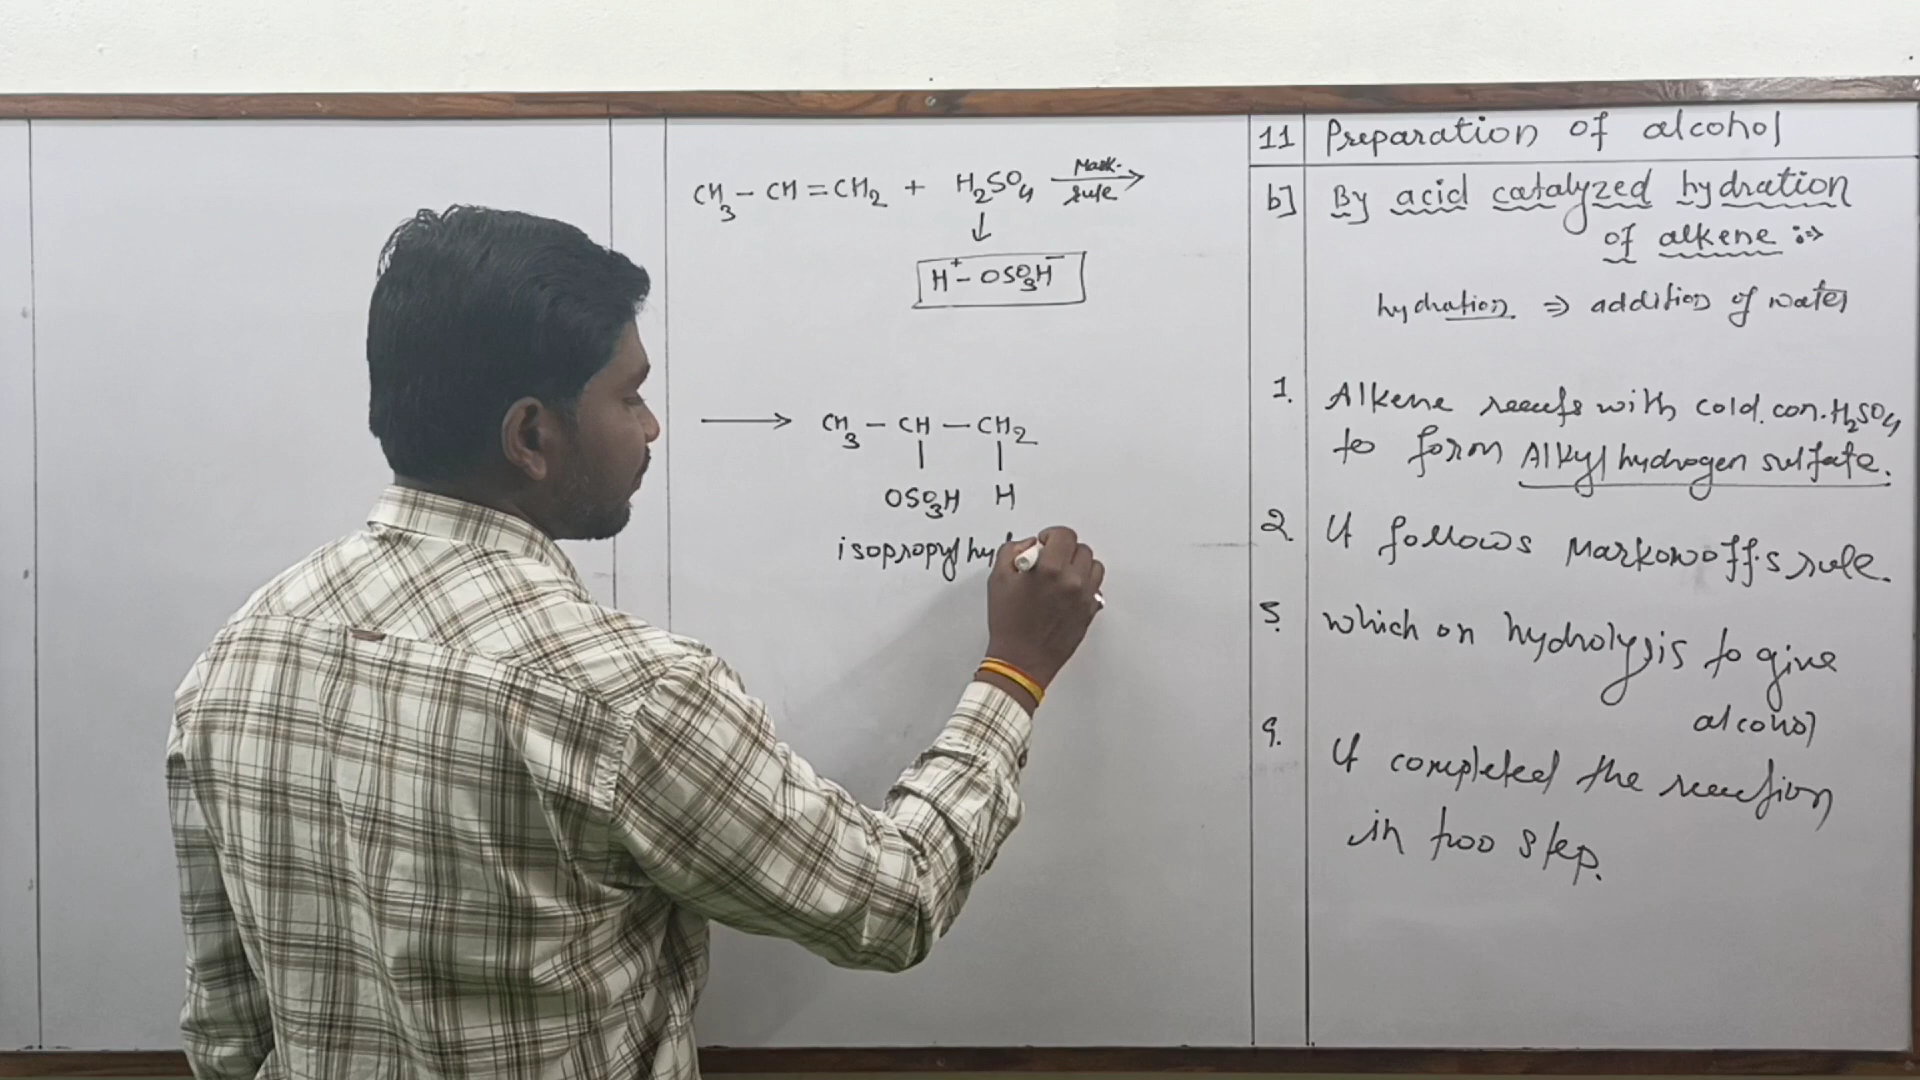 CH3 – CH = CH2 + H2SO4 Mark. rule →
↓
H+ – OSO3H–
→ CH3 – CH – CH2
OSO3H H
isopropyl hy
11 Preparation of alcohol
b] By acid catalyzed hydration
of alkene :⇒
hydration ⇒ addition of water
1. Alkene reacts with cold. con. H2SO4
to form Alkyl hydrogen sulfate.
2. It follows Markonoff.s rule.
3. which on hydrolysis to give
alcohol
4. It completed the reaction
in two step.